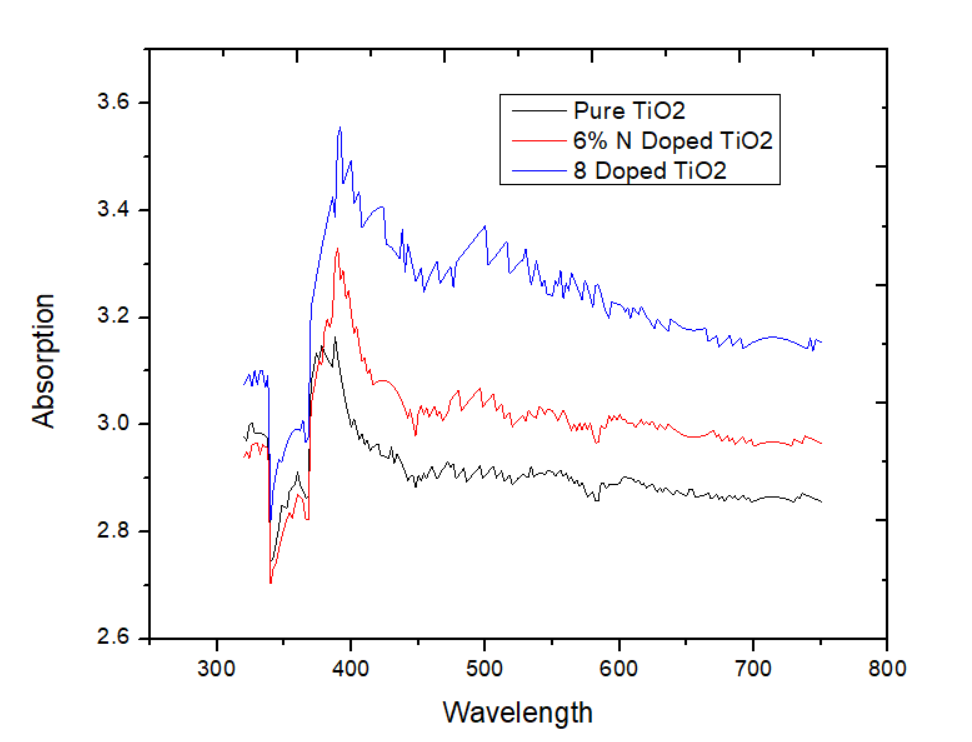 3.6
3.4
3.2
3.0
2.8
2.6
Absorption
Pure TiO2
6% N Doped TiO2
8 Doped TiO2
300 400 500 600 700 800
Wavelength